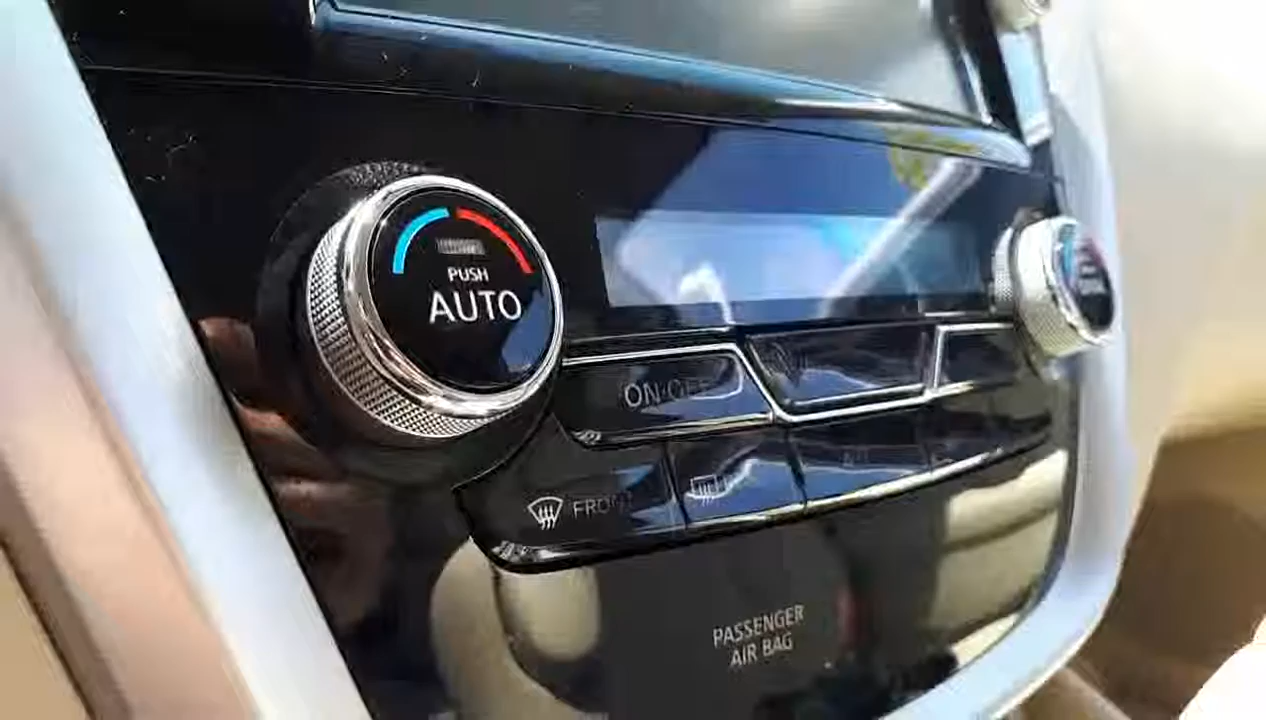 PUSH
AUTO
ON·OFF
FRONT
PASSENGER
AIR BAG